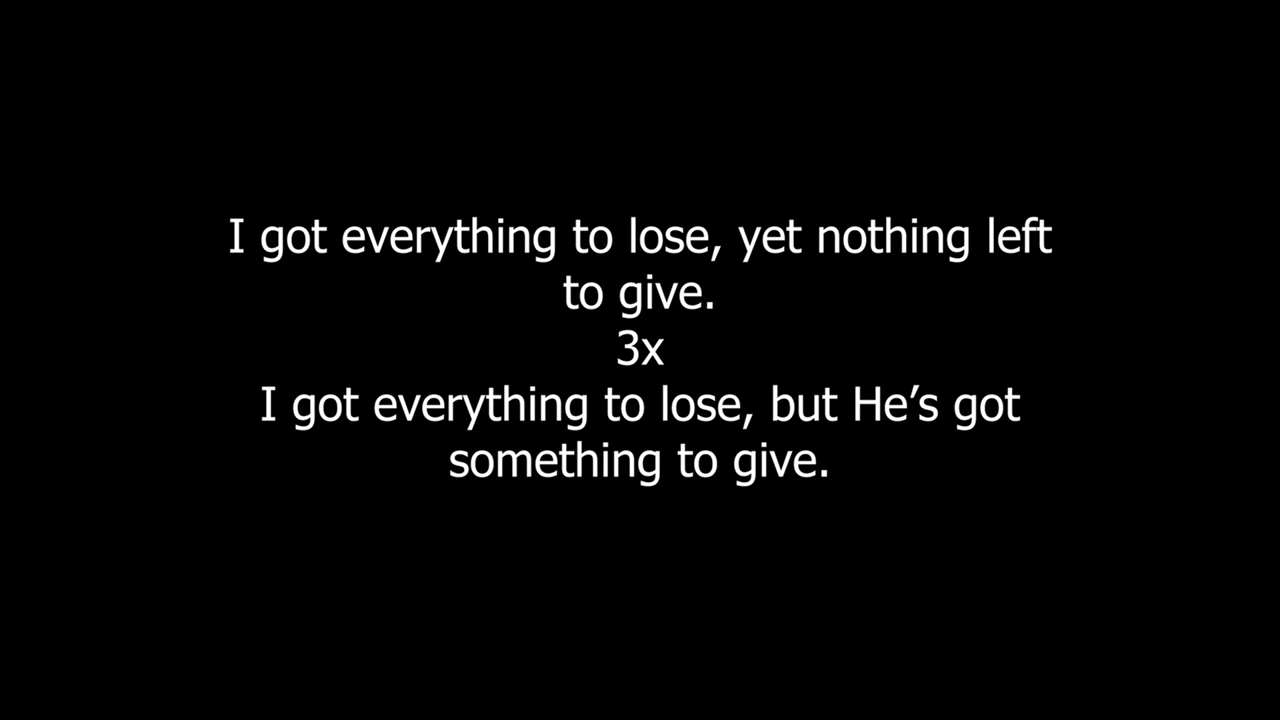 I got everything to lose, yet nothing left
to give.
3x
I got everything to lose, but He’s got
something to give.